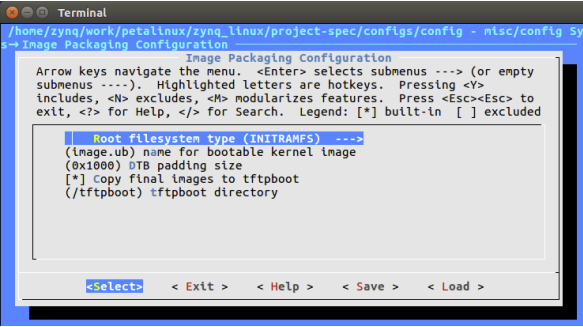 Terminal
/home/zynq/work/petalinux/zynq_linux/project-spec/configs/config - misc/config Sy
s→Image Packaging Configuration
Image Packaging Configuration
Arrow keys navigate the menu.  <Enter> selects submenus ---> (or empty
submenus ----).  Highlighted letters are hotkeys.  Pressing <Y>
includes, <N> excludes, <M> modularizes features.  Press <Esc><Esc> to
exit, <?> for Help, </> for Search.  Legend: [*] built-in  [ ] excluded
Root filesystem type (INITRAMFS)  --->
(image.ub) name for bootable kernel image
(0x1000) DTB padding size
[*] Copy final images to tftpboot
(/tftpboot) tftpboot directory
<Select>    < Exit >    < Help >    < Save >    < Load >